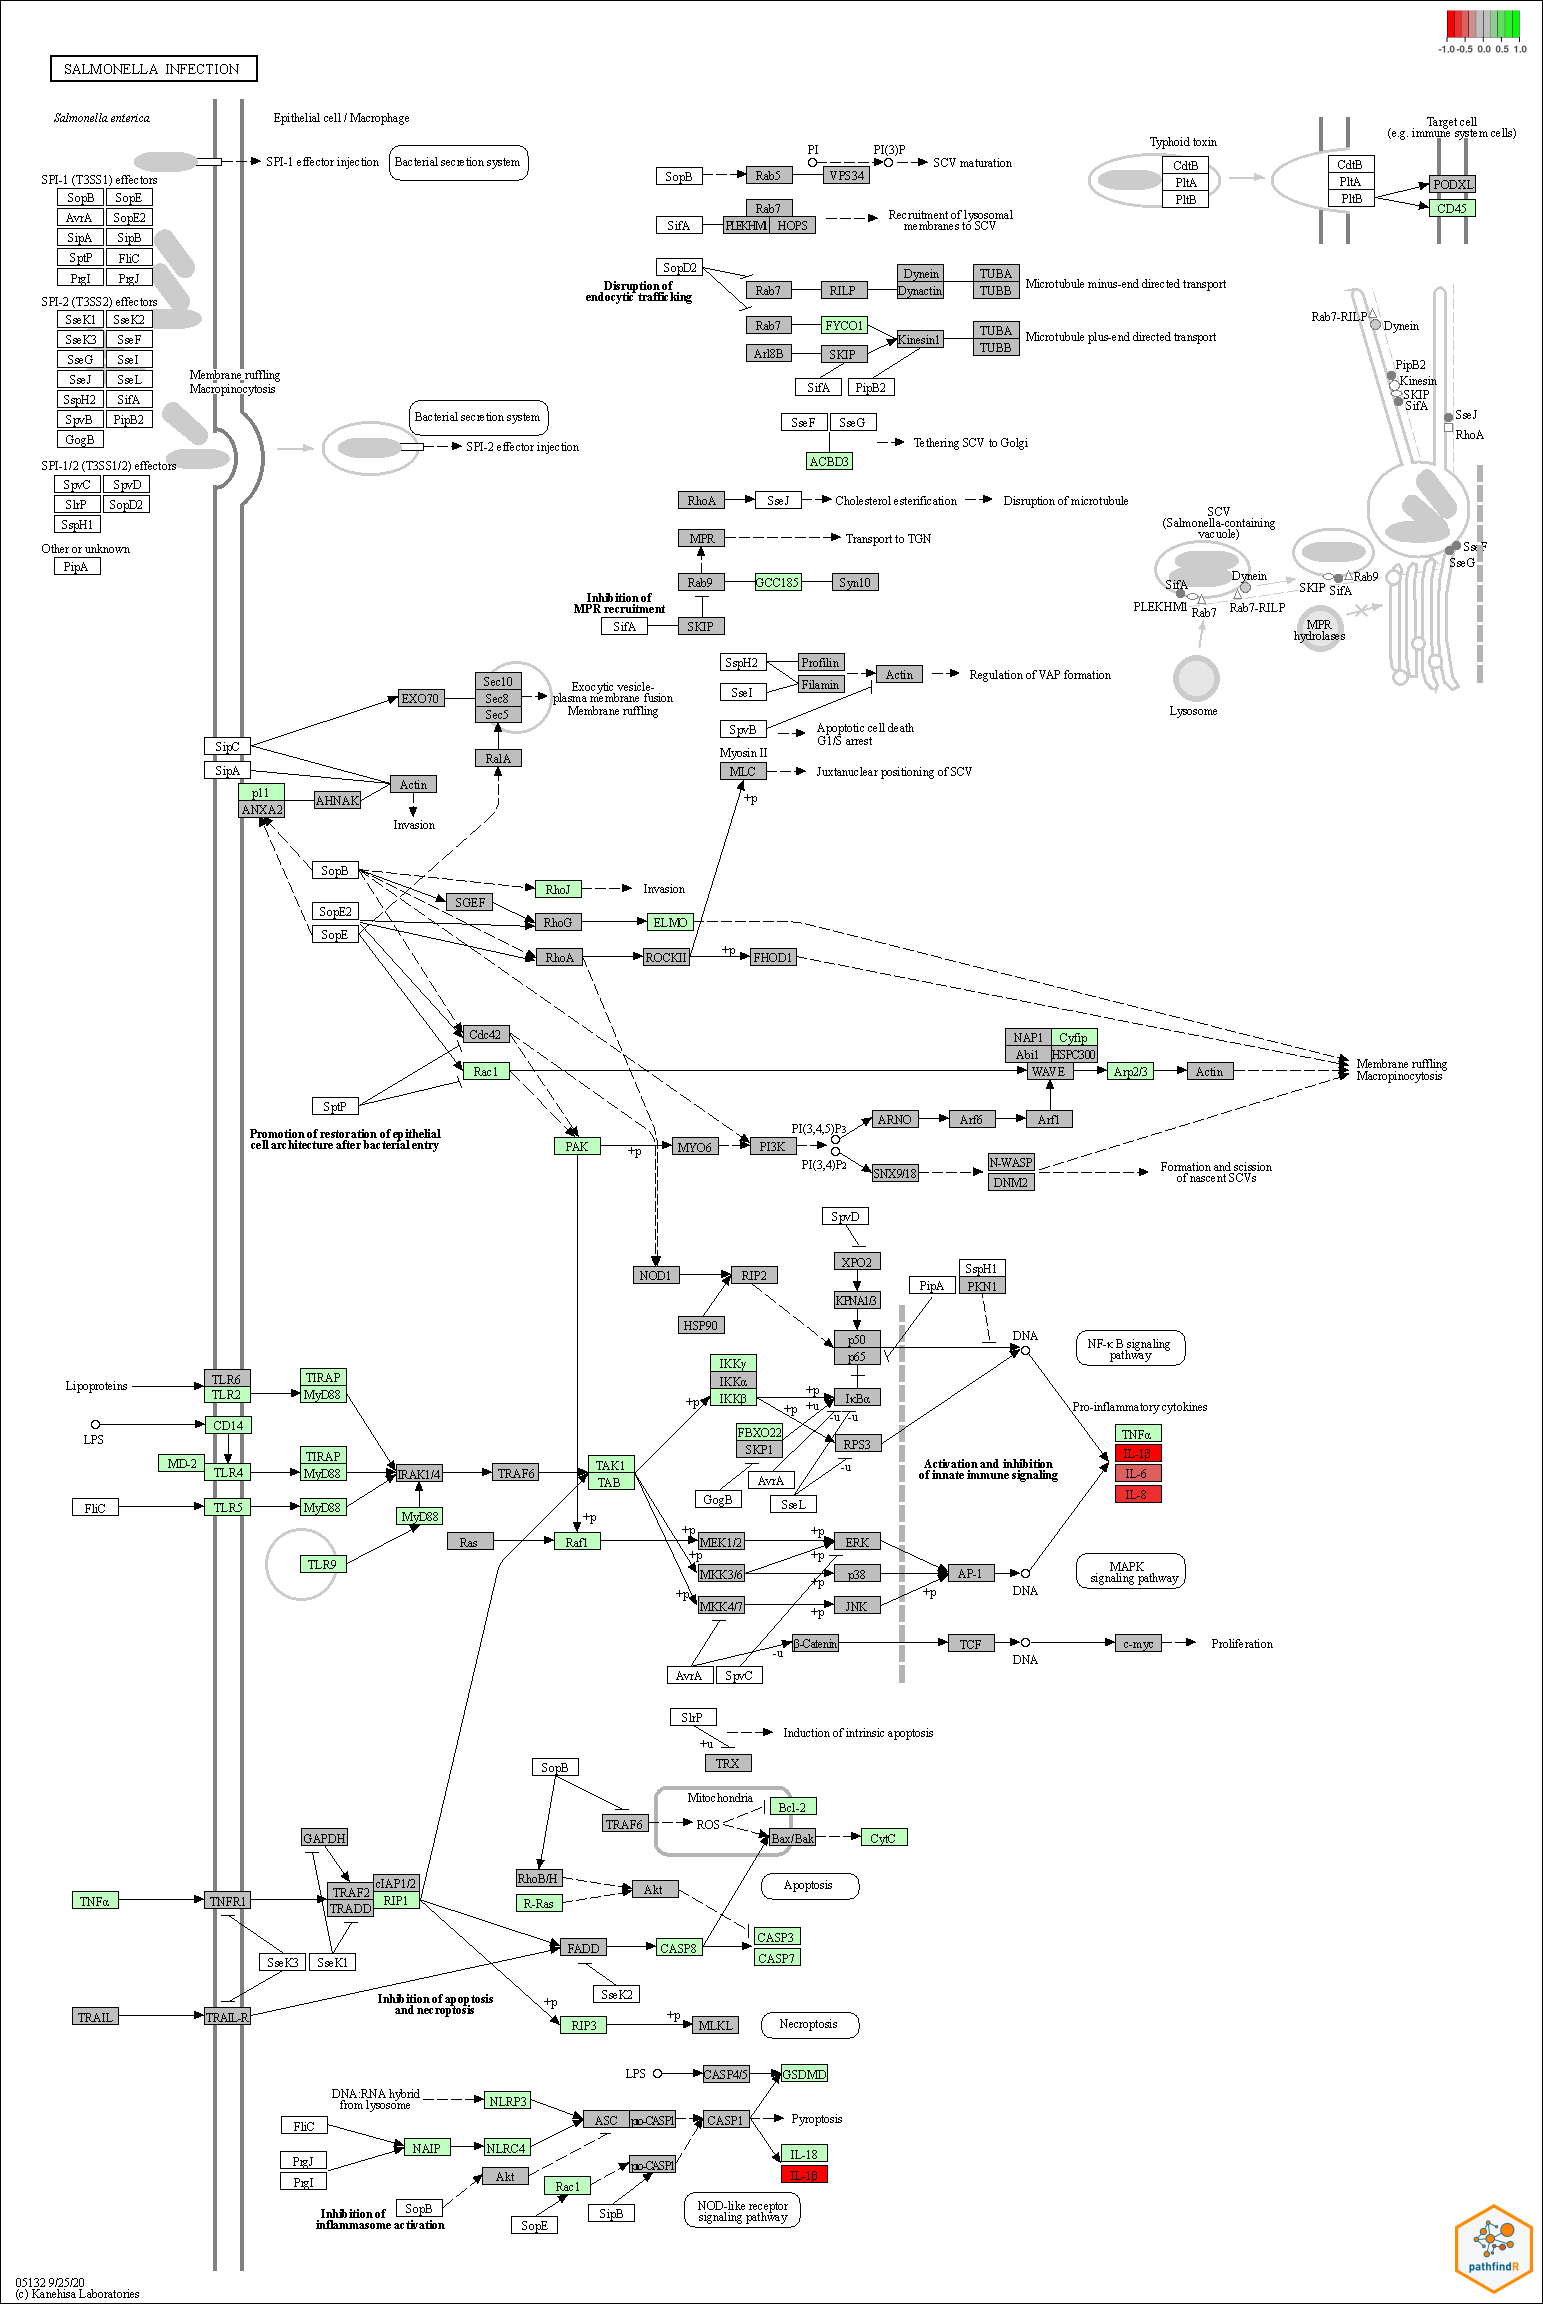 -1.0 -0.5 0.0 0.5 1.0
SALMONELLA INFECTION
Salmonella enterica
Epithelial cell / Macrophage
SPI-1 effector injection
Bacterial secretion system
SPI-1 (T3SS1) effectors
SopB SopE
AvrA SopE2
SipA SipB
SptP FliC
PrgI PrgJ
SPI-2 (T3SS2) effectors
SseK1 SseK2
SseK3 SseF
SseG SseI
SseJ SseL
SspH2 SifA
SpvB PipB2
GogB
SPI-1/2 (T3SS1/2) effectors
SpvC SpvD
SlrP SopD2
SspH1
Other or unknown
PipA
Membrane ruffling
Macropinocytosis
Bacterial secretion system
SPI-2 effector injection
PI PI(3)P
SCV maturation
SopB Rab5 VPS34
Rab7
SifA PLEKHM1 HOPS
Recruitment of lysosomal
membranes to SCV
SopD2
Disruption of
endocytic trafficking
Rab7 RILP Dynein
Dynactin
TUBA
TUBB
Microtubule minus-end directed transport
Rab7 FYCO1
Arl8B SKIP
Kinesin1
TUBA
TUBB
Microtubule plus-end directed transport
SifA PipB2
SseF SseG
Tethering SCV to Golgi
ACBD3
RhoA SseJ
Cholesterol esterification
Disruption of microtubule
MPR
Transport to TGN
Rab9 GCC185 Syn10
Inhibition of
MPR recruitment
SifA SKIP
Typhoid toxin
CdtB
PltA
PltB
CdtB
PltA
PltB
Target cell
(e.g. immune system cells)
PODXL
CD45
Rab7-RILP
Dynein
PipB2
Kinesin
SKIP
SifA
SseJ
RhoA
SCV
(Salmonella-containing
vacuole)
SseF
SseG
SifA
Dynein
PLEKHM1
Rab7
Rab7-RILP
SKIP SifA
Rab9
MPR
hydrolases
Lysosome
SspH2 Profilin
SseI Filamin
Actin
Regulation of VAP formation
SpvB
Apoptotic cell death
G1/S arrest
Myosin II
MLC
Juxtanuclear positioning of SCV
+p
EXO70
Sec10
Sec8
Sec5
Exocytic vesicle-
plasma membrane fusion
Membrane ruffling
RalA
SipC
SipA
p11
ANXA2
AHNAK
Actin
Invasion
SopB
SopE2
SopE
RhoJ
Invasion
SGEF
RhoG
ELMO
RhoA
ROCKII
+p
FHOD1
Cdc42
Rac1
SptP
NAP1 Cyfip
Abi1 HSPC300
WAVE
Arp2/3
Actin
Membrane ruffling
Macropinocytosis
Promotion of restoration of epithelial
cell architecture after bacterial entry
PAK
+p
MYO6
PI3K
PI(3,4,5)P3
PI(3,4)P2
ARNO Arf6 Arf1
SNX9/18
N-WASP
DNM2
Formation and scission
of nascent SCVs
SpvD
XPO2
KPNA1/3
p50
p65
NOD1 RIP2
HSP90
PipA
SspH1
PKN1
DNA
NF-κB signaling
pathway
Lipoproteins
TLR6
TLR2
TIRAP
MyD88
LPS
CD14
MD-2
TLR4
TIRAP
MyD88
FliC
TLR5
MyD88
MyD88
TLR9
IRAK1/4
TRAF6
TAK1
TAB
+p
IKKγ
IKKα
IKKβ
+p
+u
IκBα
-u -u
+p
FBXO22
SKP1
RPS3
-u
AvrA
GogB
SseL
Activation and inhibition
of innate immune signaling
Pro-inflammatory cytokines
TNFα
IL-1β
IL-6
IL-8
Ras
+p
Raf1
+p
MEK1/2
+p
ERK
+p
+p
MKK3/6
+p
p38
AP-1
DNA
MAPK
signaling pathway
+p
MKK4/7
+p
JNK
+p
β-Catenin
-u
TCF
DNA
c-myc
Proliferation
AvrA
SpvC
SlrP
Induction of intrinsic apoptosis
+u
TRX
SopB
Mitochondria
TRAF6
ROS
Bcl-2
Bax/Bak
CytC
RhoB/H
R-Ras
Akt
Apoptosis
GAPDH
TNFα
TNFR1
TRAF2
TRADD
cIAP1/2
RIP1
SseK3
SseK1
FADD
CASP8
CASP3
CASP7
SseK2
Inhibition of apoptosis
and necroptosis
TRAIL
TRAIL-R
+p
RIP3
+p
MLKL
Necroptosis
LPS
CASP4/5
GSDMD
DNA:RNA hybrid
from lysosome
NLRP3
ASC pro-CASP1
CASP1
Pyroptosis
FliC
NAIP
NLRC4
PrgJ
PrgI
Akt
pro-CASP1
IL-18
IL-1β
SopB
Rac1
SipB
SopE
Inhibition of
inflammasome activation
NOD-like receptor
signaling pathway
05132 9/25/20
(c) Kanehisa Laboratories
pathfindR